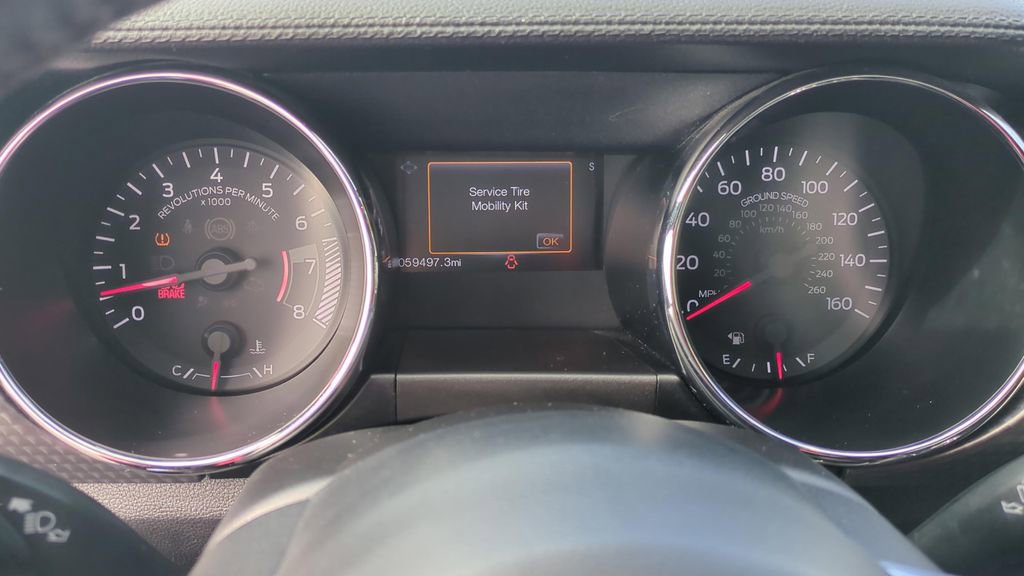 0
1
2
3
4
5
6
7
8
REVOLUTIONS PER MINUTE
x1000
ABS
BRAKE
C
H
S
Service Tire
Mobility Kit
OK
059497.3mi
0
20
40
60
80
100
120
140
160
GROUND SPEED
20
40
60
80
100
120
140
160
180
200
220
240
260
km/h
MPH
E
F